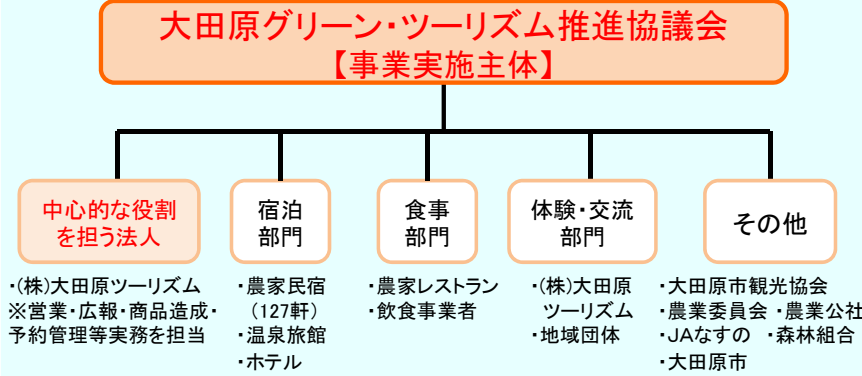 大田原グリーン・ツーリズム推進協議会
【事業実施主体】
中心的な役割
を担う法人
・(株)大田原ツーリズム
※営業・広報・商品造成・
予約管理等実務を担当
宿泊
部門
・農家民宿
(127軒)
・温泉旅館
・ホテル
食事
部門
・農家レストラン
・飲食事業者
体験・交流
部門
・(株)大田原
ツーリズム
・地域団体
その他
・大田原市観光協会
・農業委員会 ・農業公社
・JAなすの ・森林組合
・大田原市